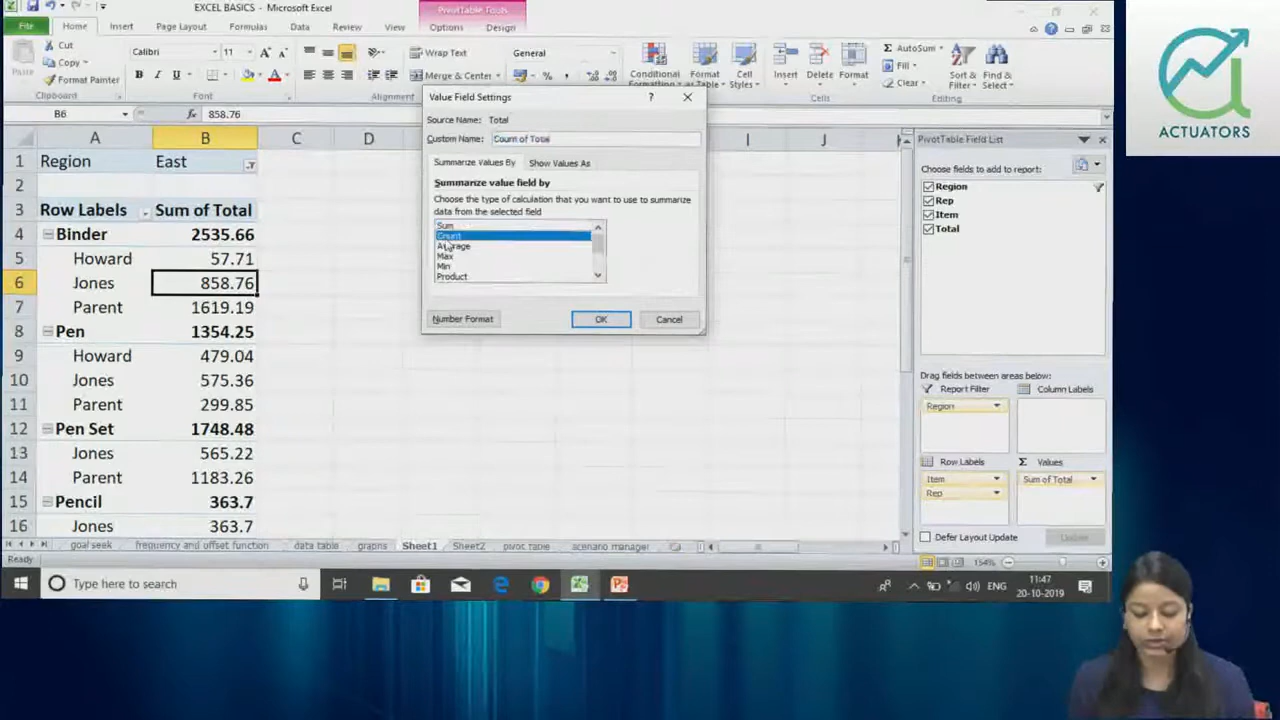 EXCEL BASICS - Microsoft Excel
PivotTable Tools
File
Home
Insert
Page Layout
Formulas
Data
Review
View
Options
Design
Cut
Copy
Paste
Format Painter
Clipboard
Calibri
11
B I U
Font
Wrap Text
Merge & Center
Alignment
General
%
Conditional
Formatting
Format
as Table
Cell
Styles
Insert
Delete
Format
Cells
AutoSum
Fill
Clear
Sort &
Filter
Find &
Select
Editing
ACTUATORS
B6
fx
858.76
A B C D I J
1 Region East
2
3 Row Labels Sum of Total
4 Binder 2535.66
5 Howard 57.71
6 Jones 858.76
7 Parent 1619.19
8 Pen 1354.25
9 Howard 479.04
10 Jones 575.36
11 Parent 299.85
12 Pen Set 1748.48
13 Jones 565.22
14 Parent 1183.26
15 Pencil 363.7
16 Jones 363.7
Value Field Settings
Source Name: Total
Custom Name: Count of Total
Summarize Values By
Show Values As
Summarize value field by
Choose the type of calculation that you want to use to summarize
data from the selected field
Sum
Count
Average
Max
Min
Product
Number Format
OK
Cancel
PivotTable Field List
Choose fields to add to report:
Region
Rep
Item
Total
Drag fields between areas below:
Report Filter
Column Labels
Region
Row Labels
Σ Values
Item
Sum of Total
Rep
Defer Layout Update
Update
goal seek
frequency and offset function
data table
graphs
Sheet1
Sheet2
pivot table
scenario manager
Ready
154%
Type here to search
ENG
11:47
20-10-2019